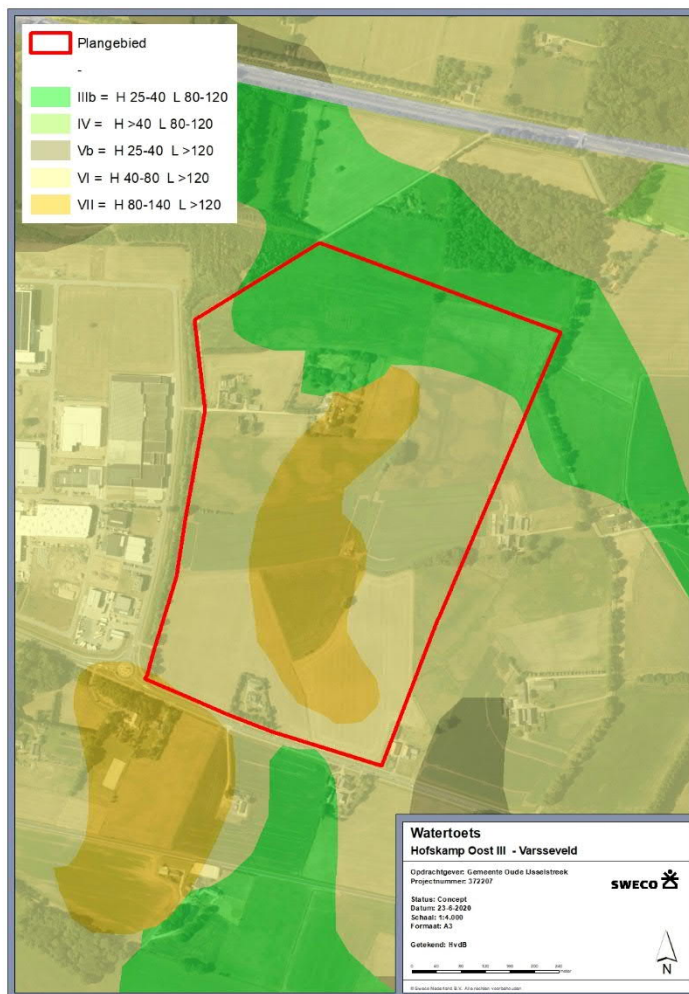 Plangebied
-
IIIb = H 25-40 L 80-120
IV = H >40 L 80-120
Vb = H 25-40 L >120
VI = H 40-80 L >120
VII = H 80-140 L >120
Watertoets
Hofskamp Oost III - Varsseveld
Opdrachtgever: Gemeente Oude IJsselstreek
Projectnummer: 372207
SWECO
Status: Concept
Datum: 23-6-2020
Schaal: 1:4.000
Formaat: A3
Getekend: HvdB
N